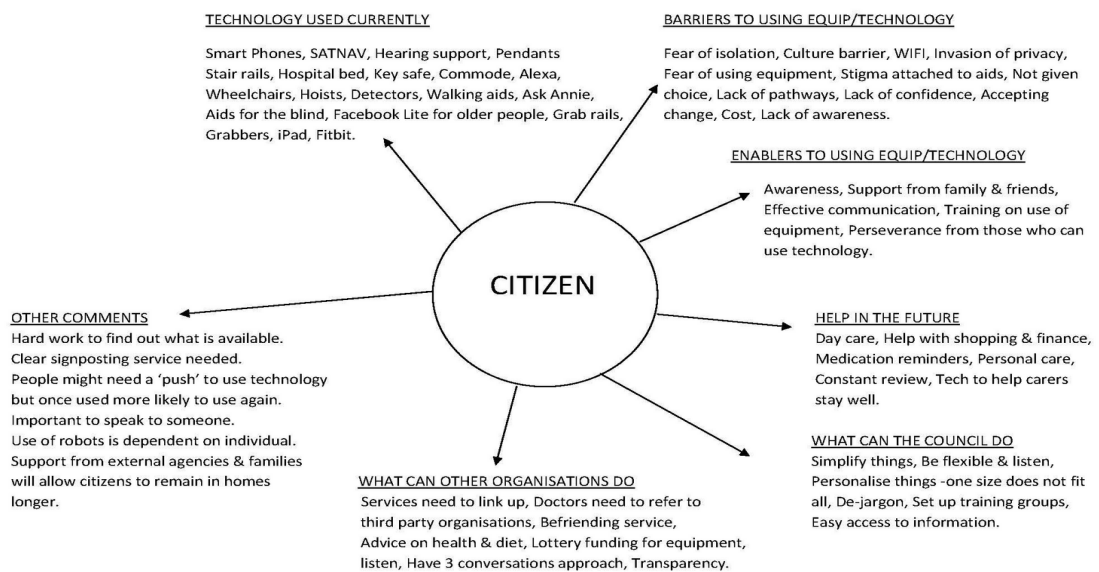 TECHNOLOGY USED CURRENTLY
Smart Phones, SATNAV, Hearing support, Pendants
Stair rails, Hospital bed, Key safe, Commode, Alexa,
Wheelchairs, Hoists, Detectors, Walking aids, Ask Annie,
Aids for the blind, Facebook Lite for older people, Grab rails,
Grabbers, iPad, Fitbit.
BARRIERS TO USING EQUIP/TECHNOLOGY
Fear of isolation, Culture barrier, WIFI, Invasion of privacy,
Fear of using equipment, Stigma attached to aids, Not given
choice, Lack of pathways, Lack of confidence, Accepting
change, Cost, Lack of awareness.
ENABLERS TO USING EQUIP/TECHNOLOGY
Awareness, Support from family & friends,
Effective communication, Training on use of
equipment, Perseverance from those who can
use technology.
CITIZEN
OTHER COMMENTS
Hard work to find out what is available.
Clear signposting service needed.
People might need a ‘push’ to use technology
but once used more likely to use again.
Important to speak to someone.
Use of robots is dependent on individual.
Support from external agencies & families
will allow citizens to remain in homes
longer.
HELP IN THE FUTURE
Day care, Help with shopping & finance,
Medication reminders, Personal care,
Constant review, Tech to help carers
stay well.
WHAT CAN THE COUNCIL DO
Simplify things, Be flexible & listen,
Personalise things -one size does not fit
all, De-jargon, Set up training groups,
Easy access to information.
WHAT CAN OTHER ORGANISATIONS DO
Services need to link up, Doctors need to refer to
third party organisations, Befriending service,
Advice on health & diet, Lottery funding for equipment,
listen, Have 3 conversations approach, Transparency.